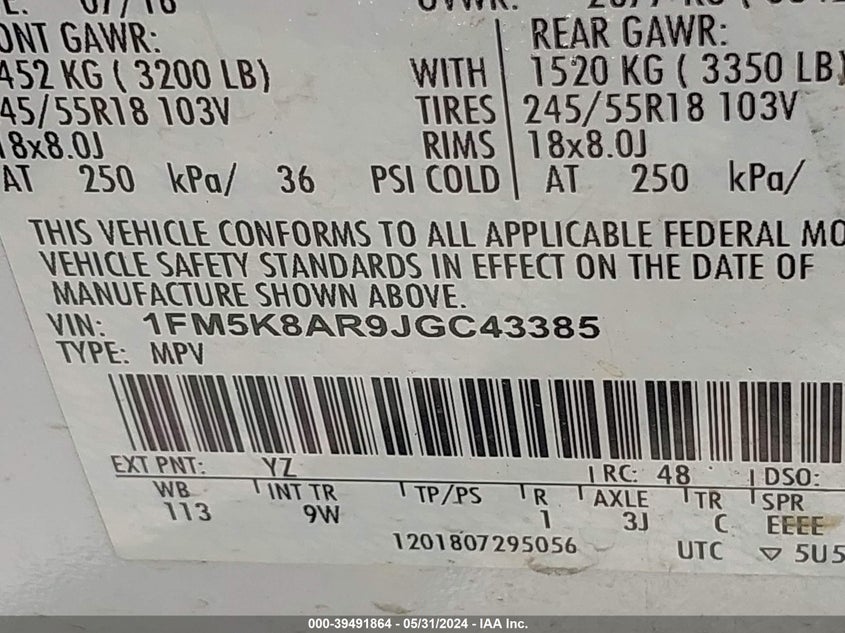 07/18
FRONT GAWR: REAR GAWR:
452 KG ( 3200 LB) WITH 1520 KG ( 3350 LB)
45/55R18 103V TIRES 245/55R18 103V
18x8.0J RIMS 18x8.0J
AT 250 kPa/ 36 PSI COLD AT 250 kPa/
THIS VEHICLE CONFORMS TO ALL APPLICABLE FEDERAL MO
VEHICLE SAFETY STANDARDS IN EFFECT ON THE DATE OF
MANUFACTURE SHOWN ABOVE.
VIN: 1FM5K8AR9JGC43385
TYPE: MPV
EXT PNT: YZ RC: 48 DSO:
WB INT TR TP/PS R AXLE TR SPR
113 9W 1 3J C EEEE
1201807295056 UTC ▽ 5U5
000-39491864 - 05/31/2024 - IAA Inc.